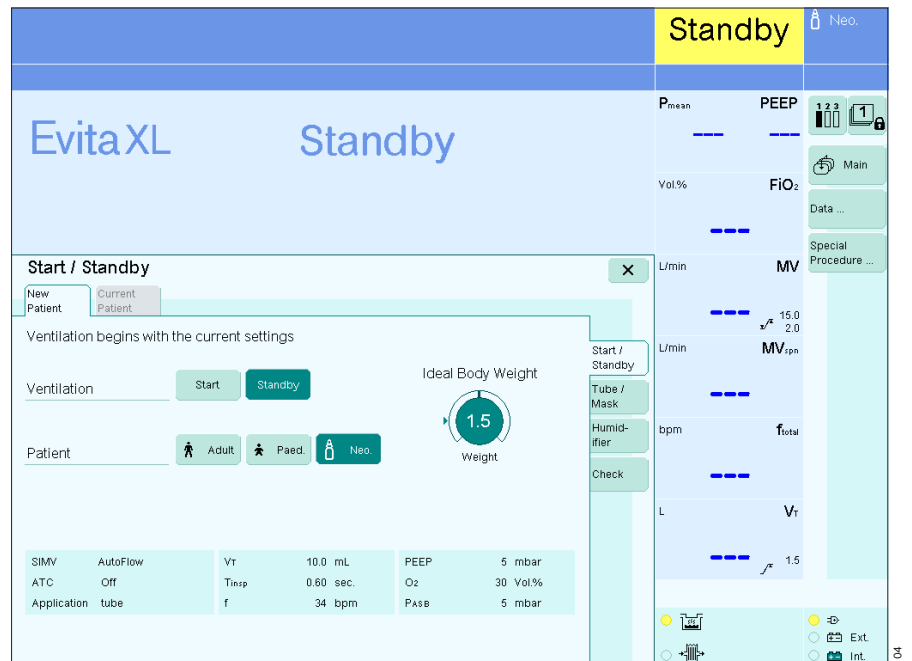 Standby
Neo.
Evita XL Standby
Pmean PEEP
--- ---
1 2 3
1
Main
Vol.% FiO2
---
Data ...
Special
Procedure ...
Start / Standby
L/min MV
---
15.0
2.0
New
Patient
Current
Patient
Ventilation begins with the current settings
Start /
Standby
Tube /
Mask
Humid-
ifier
Check
Ventilation Start Standby
Ideal Body Weight
1.5
Weight
Patient Adult Paed. Neo.
L/min MVspn
---
bpm ftotal
---
L VT
---
1.5
SIMV AutoFlow VT 10.0 mL PEEP 5 mbar
ATC Off Tinsp 0.60 sec. O2 30 Vol.%
Application tube f 34 bpm PASB 5 mbar
Ext.
Int.
04